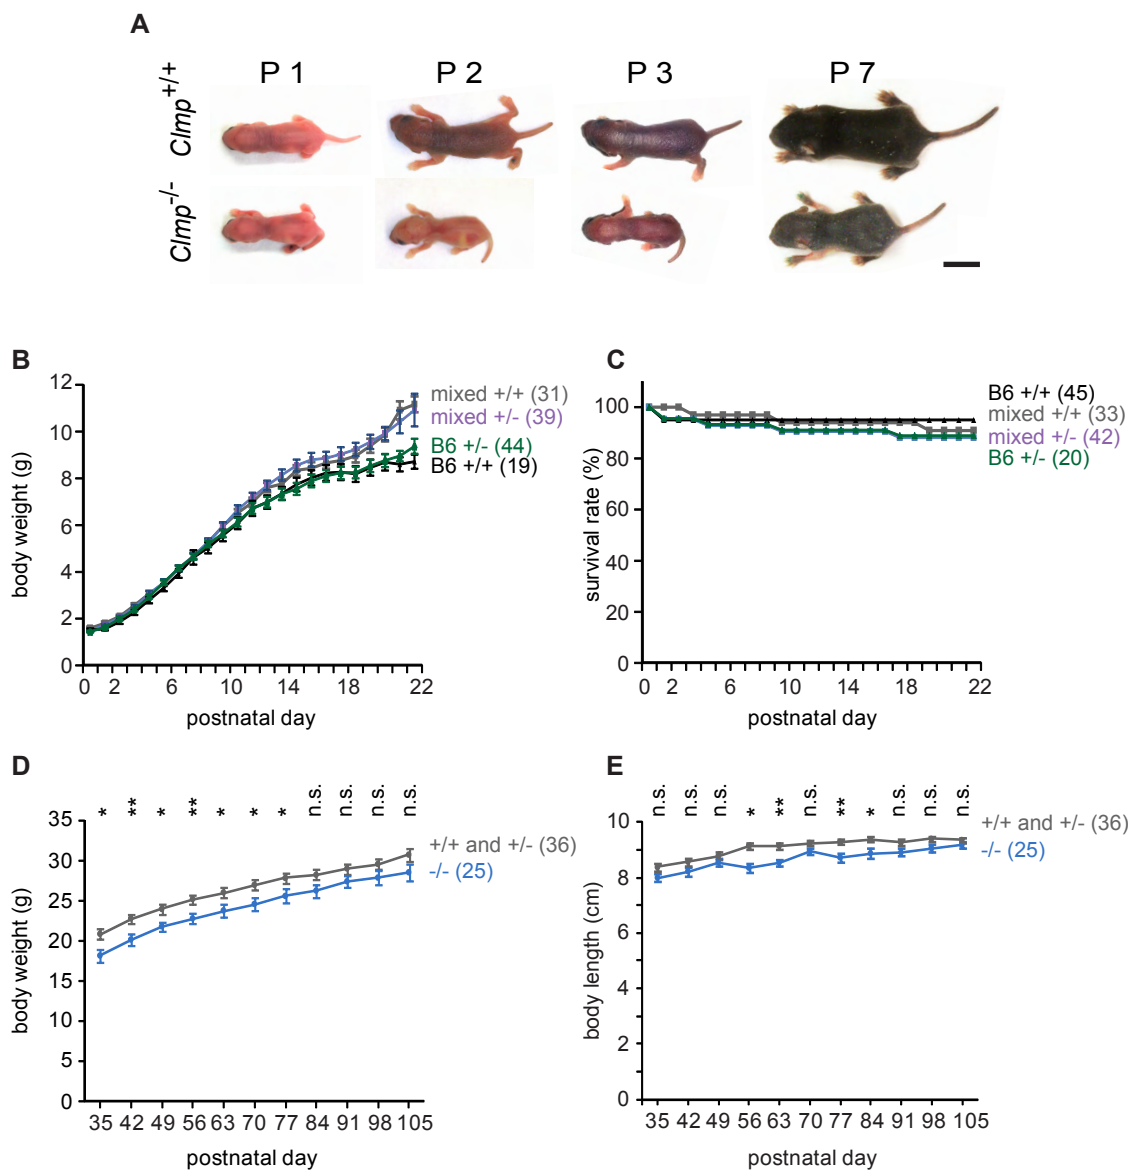 A
P 1 P 2 P 3 P 7
Clmp+/+
Clmp-/-
B
12
10
8
6
4
2
0
body weight (g)
mixed +/+ (31)
mixed +/- (39)
B6 +/- (44)
B6 +/+ (19)
0 2 6 10 14 18 22
postnatal day
C
100
80
60
40
20
0
survival rate (%)
B6 +/+ (45)
mixed +/+ (33)
mixed +/- (42)
B6 +/- (20)
0 2 6 10 14 18 22
postnatal day
D
* ** * ** * * * n.s. n.s. n.s. n.s.
35
30
25
20
15
10
5
0
body weight (g)
+/+ and +/- (36)
-/- (25)
35 42 49 56 63 70 77 84 91 98 105
postnatal day
E
n.s. n.s. n.s. * ** n.s. ** * n.s. n.s. n.s.
10
8
6
4
2
0
body length (cm)
+/+ and +/- (36)
-/- (25)
35 42 49 56 63 70 77 84 91 98 105
postnatal day